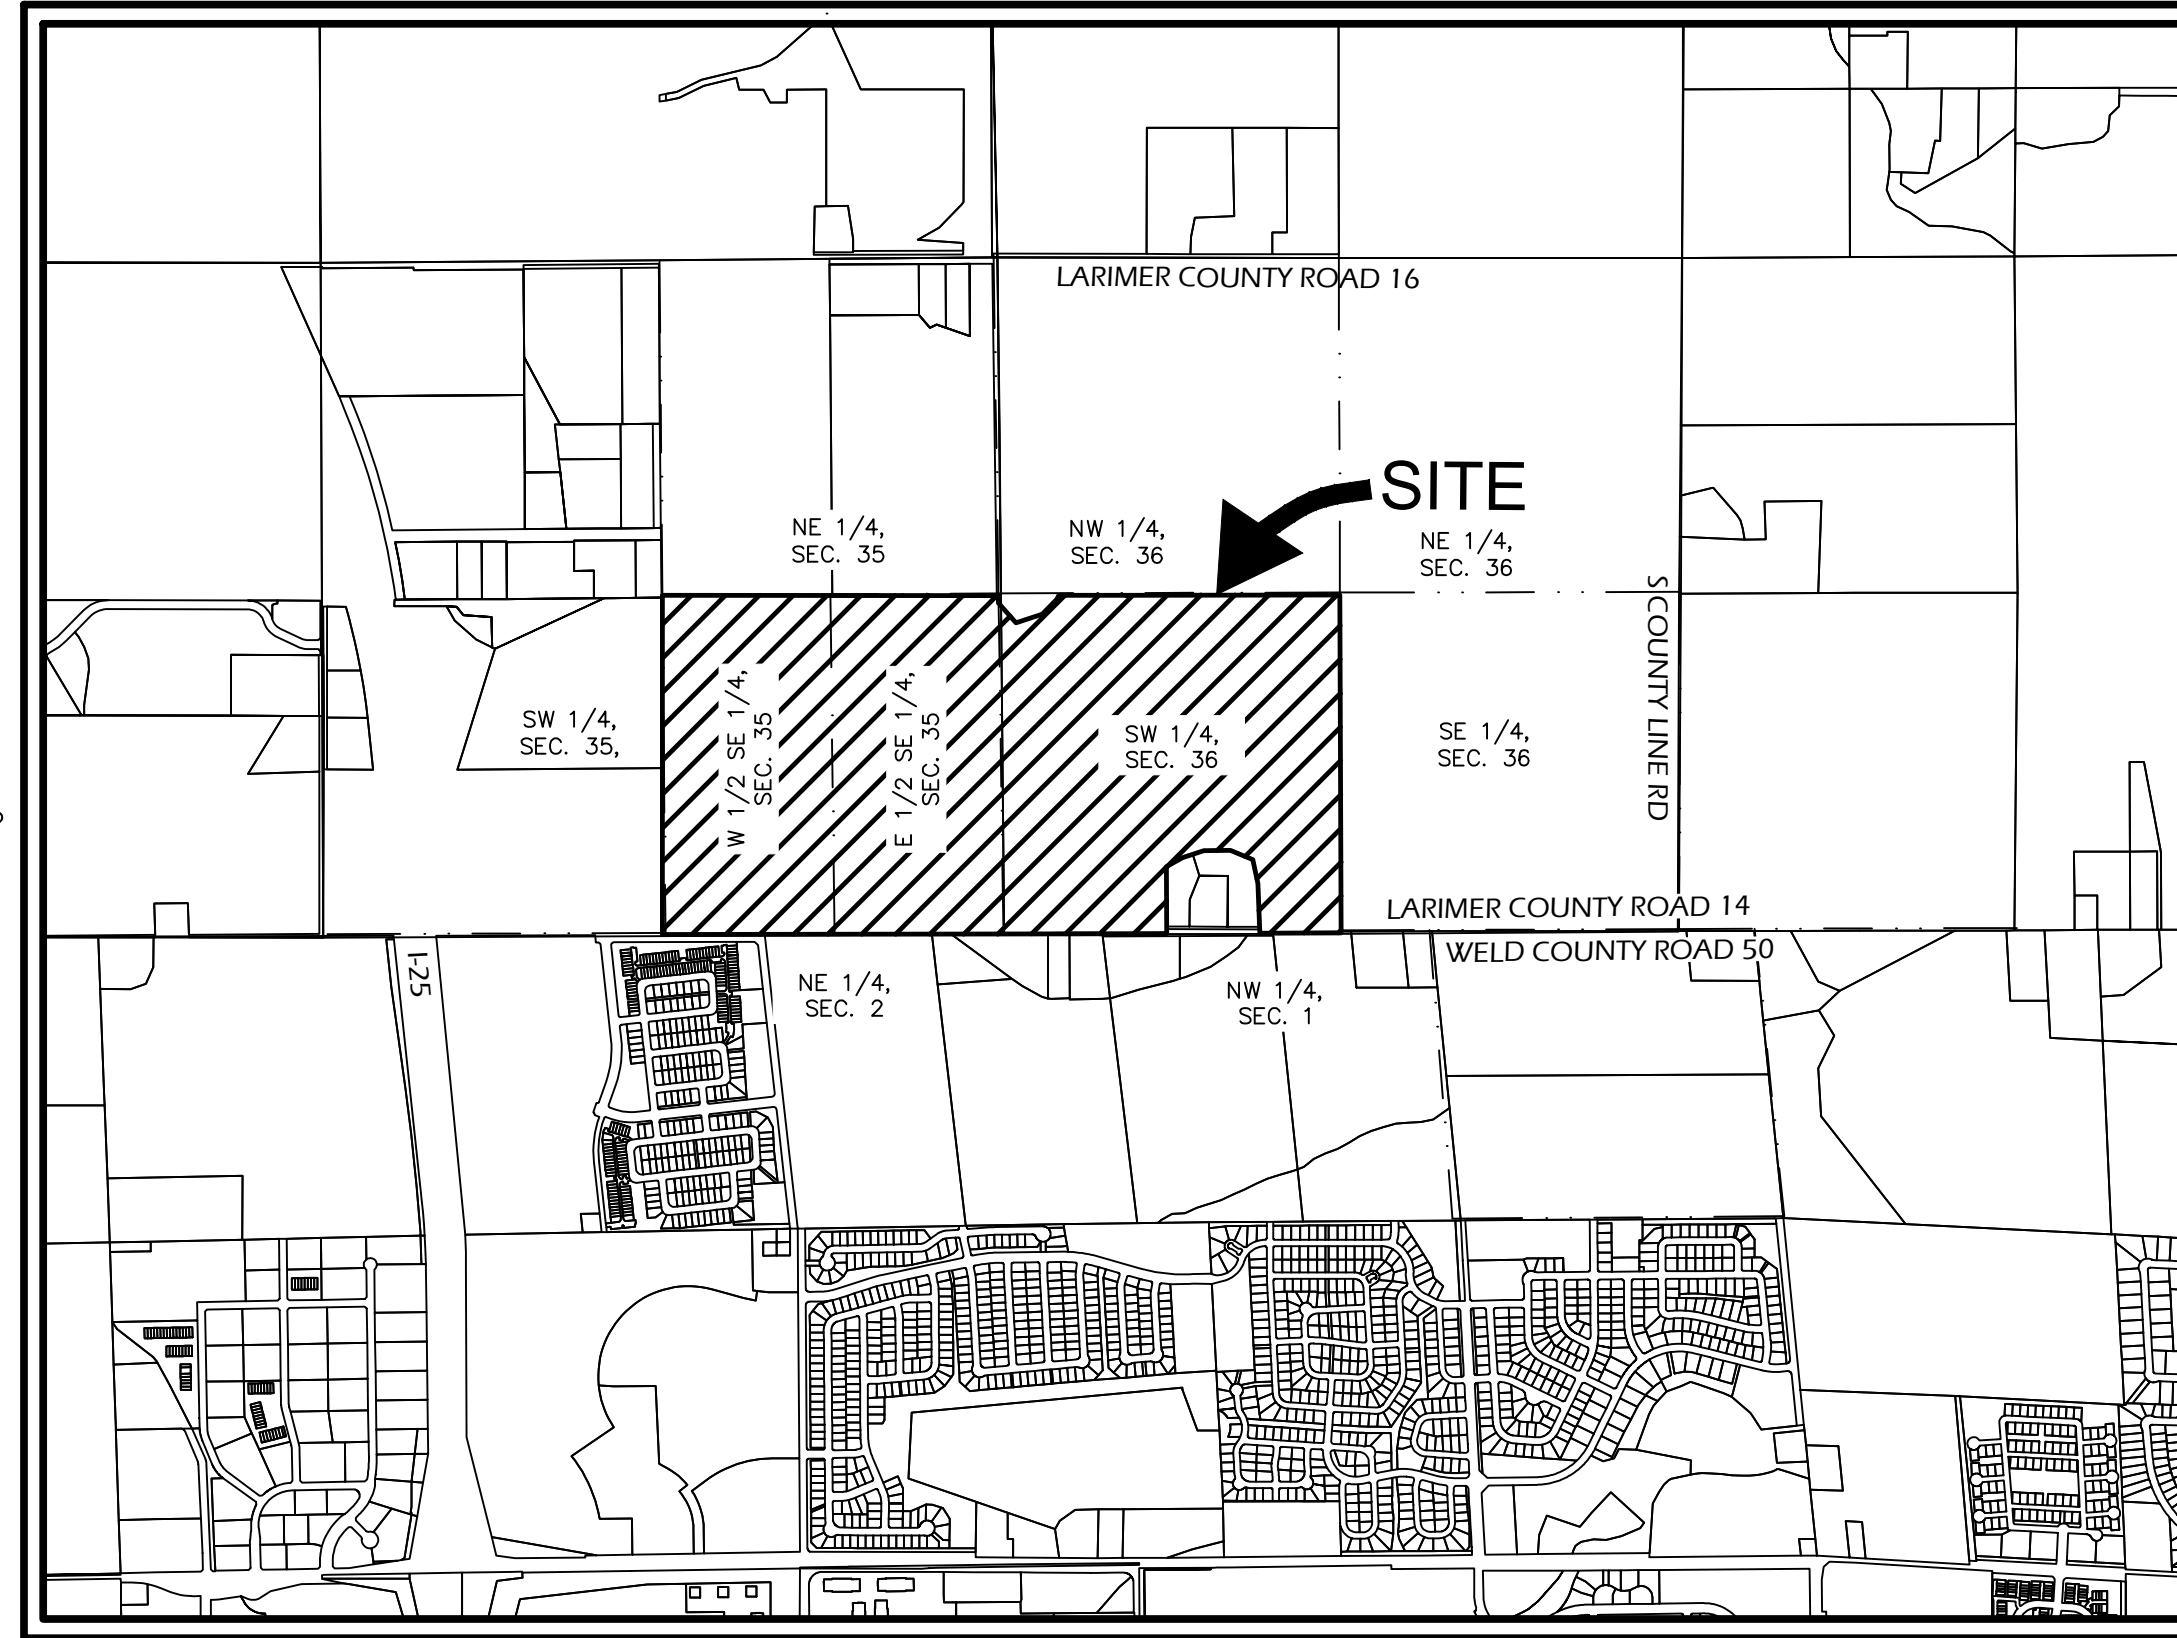 LARIMER COUNTY ROAD 16
SITE
NE 1/4,
SEC. 35
NW 1/4,
SEC. 36
NE 1/4,
SEC. 36
S COUNTY LINE RD
SW 1/4,
SEC. 35,
W 1/2 SE 1/4,
SEC. 35
E 1/2 SE 1/4,
SEC. 35
SW 1/4,
SEC. 36
SE 1/4,
SEC. 36
LARIMER COUNTY ROAD 14
WELD COUNTY ROAD 50
I-25
NE 1/4,
SEC. 2
NW 1/4,
SEC. 1